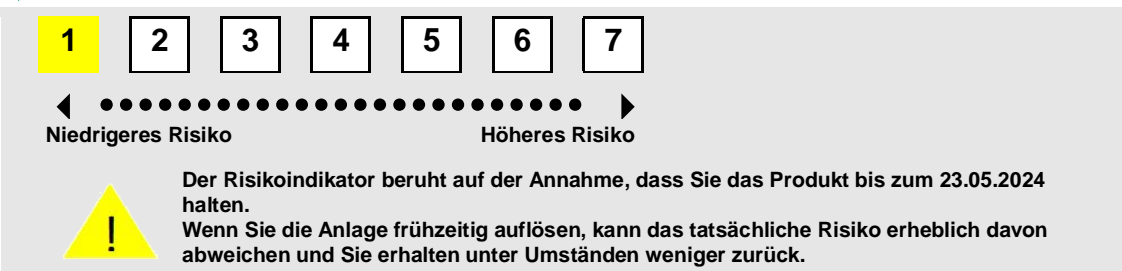 1 2 3 4 5 6 7
Niedrigeres Risiko Höheres Risiko
Der Risikoindikator beruht auf der Annahme, dass Sie das Produkt bis zum 23.05.2024
halten.
! Wenn Sie die Anlage frühzeitig auflösen, kann das tatsächliche Risiko erheblich davon
abweichen und Sie erhalten unter Umständen weniger zurück.